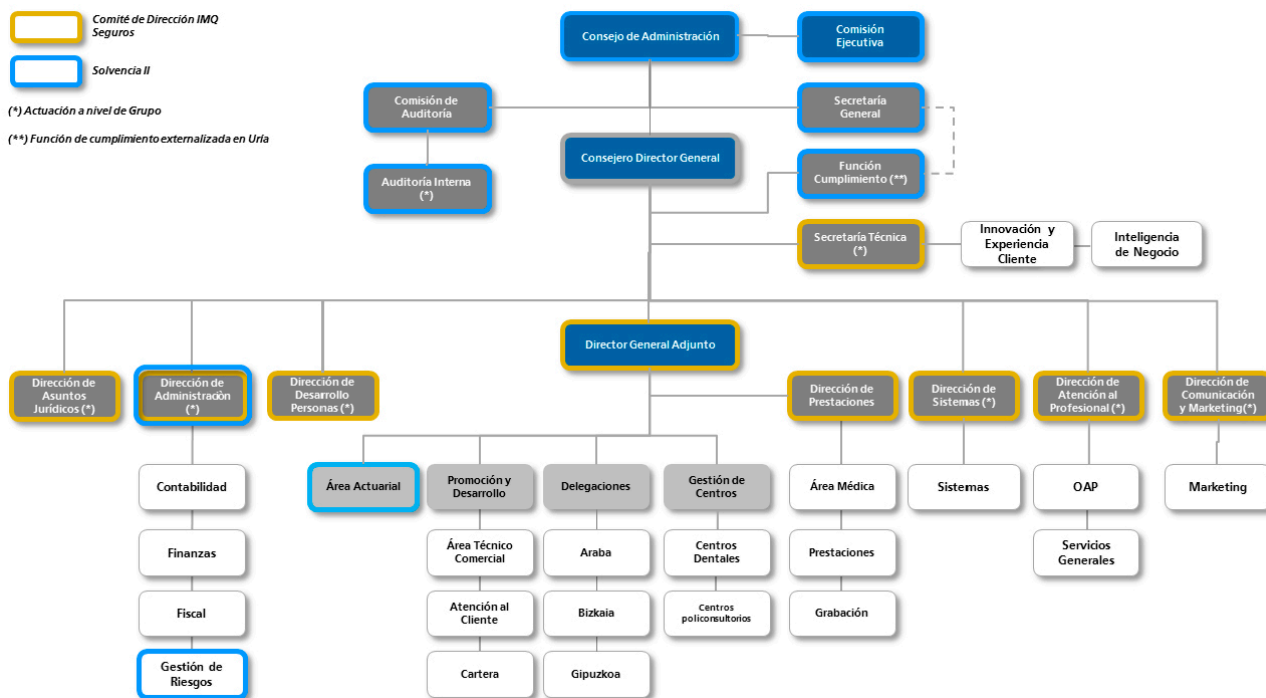 Comité de Dirección IMQ
Seguros
Solvencia II
(*) Actuación a nivel de Grupo
(**) Función de cumplimiento externalizada en Uría
Consejo de Administración
Comisión
Ejecutiva
Comisión de
Auditoría
Secretaría
General
Consejero Director General
Auditoría Interna
(*)
Función
Cumplimiento (**)
Secretaría Técnica
(*)
Innovación y
Experiencia
Cliente
Inteligencia
de Negocio
Director General Adjunto
Dirección de
Asuntos
Jurídicos (*)
Dirección de
Administraciòn
(*)
Dirección de
Desarrollo
Personas (*)
Dirección de
Prestaciones
Dirección de
Sistemas (*)
Dirección de
Atención al
Profesional (*)
Dirección de
Comunicación
y Marketing(*)
Contabilidad
Finanzas
Fiscal
Gestión de
Riesgos
Área Actuarial
Promoción y
Desarrollo
Área Técnico
Comercial
Atención al
Cliente
Cartera
Delegaciones
Araba
Bizkaia
Gipuzkoa
Gestión de
Centros
Centros
Dentales
Centros
policonsultorios
Área Médica
Prestaciones
Grabación
Sistemas
OAP
Servicios
Generales
Marketing